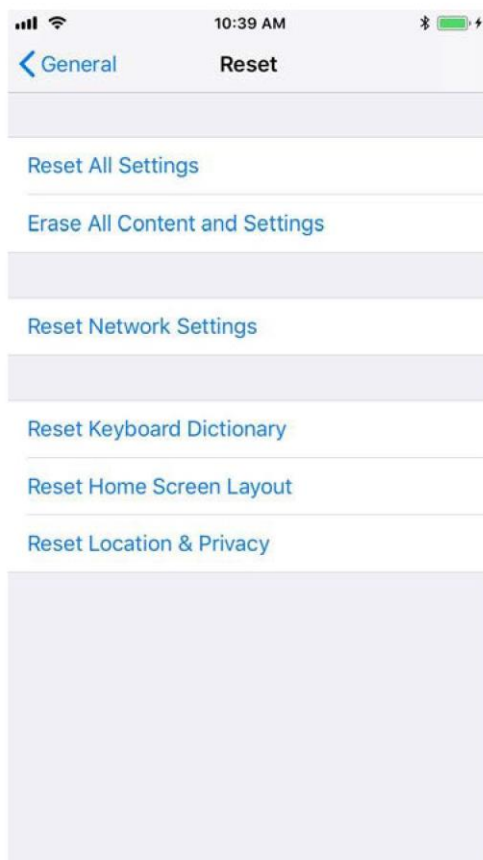 10:39 AM
General
Reset
Reset All Settings
Erase All Content and Settings
Reset Network Settings
Reset Keyboard Dictionary
Reset Home Screen Layout
Reset Location & Privacy